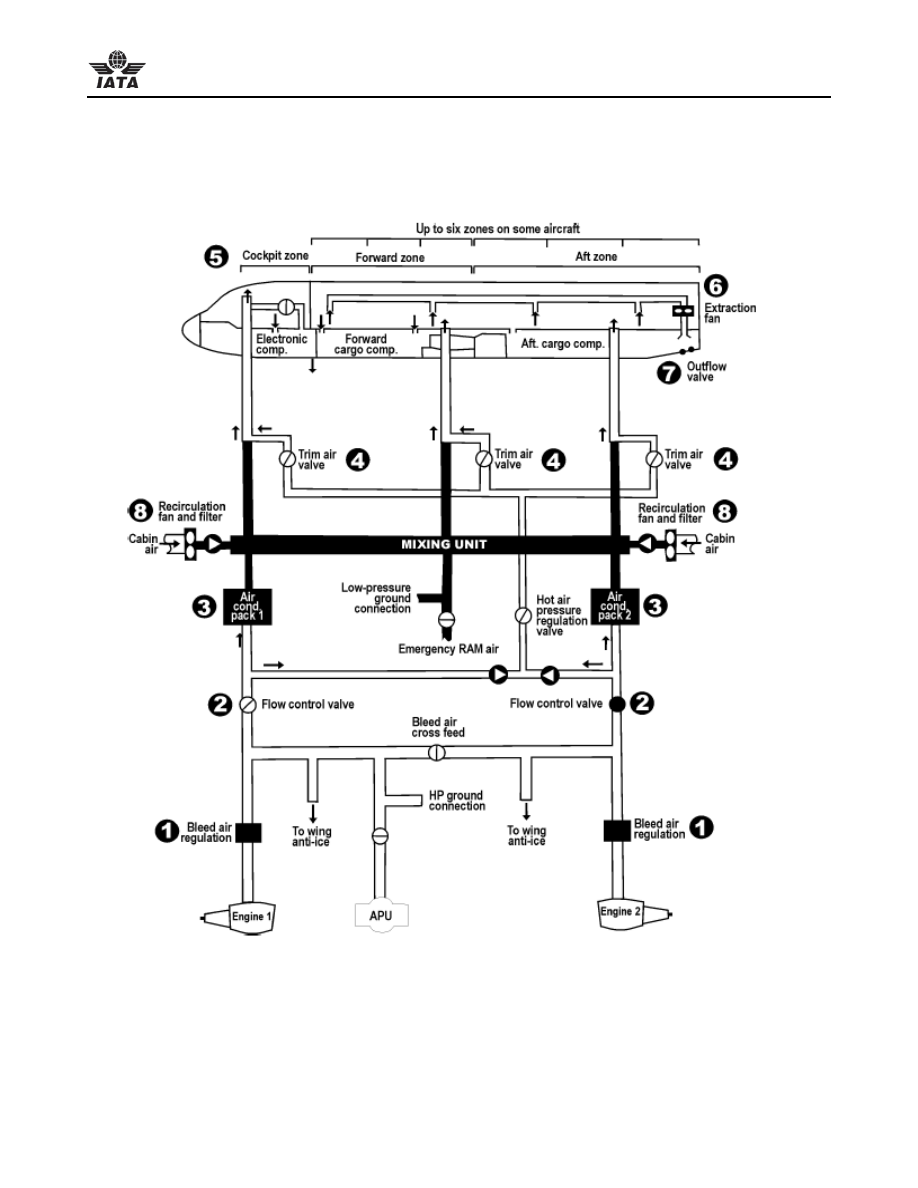 IATA
Up to six zones on some aircraft
5
Cockpit zone
Forward zone
Aft zone
6
Extraction
fan
Electronic
comp.
Forward
cargo comp.
Aft. cargo comp.
7
Outflow
valve
Trim air
valve
4
Trim air
valve
4
Trim air
valve
4
8
Recirculation
fan and filter
Recirculation
fan and filter
8
Cabin
air
MIXING UNIT
Cabin
air
3
Air
cond
pack 1
Low-pressure
ground
connection
Hot air
pressure
regulation
valve
Air
cond
pack 2
3
Emergency RAM air
2
Flow control valve
Flow control valve
2
Bleed air
cross feed
HP ground
connection
1
Bleed air
regulation
To wing
anti-ice
To wing
anti-ice
Bleed air
regulation
1
Engine 1
APU
Engine 2